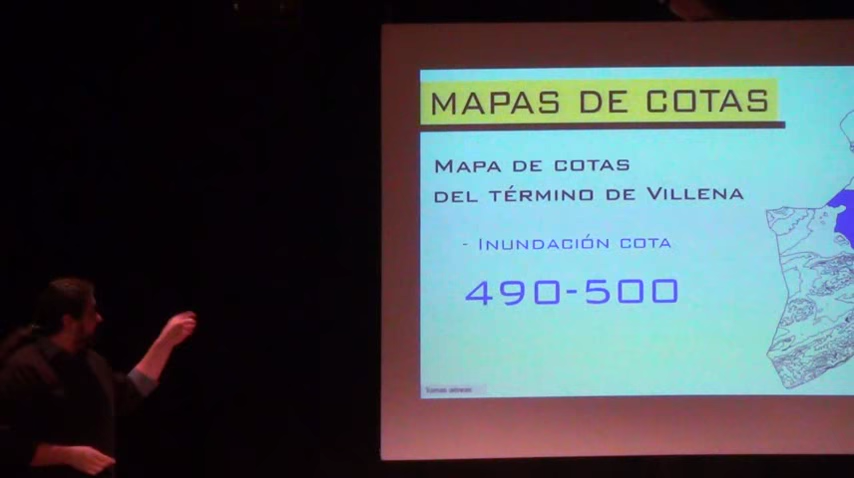 MAPAS DE COTAS
MAPA DE COTAS
DEL TÉRMINO DE VILLENA
- INUNDACIÓN COTA
490-500